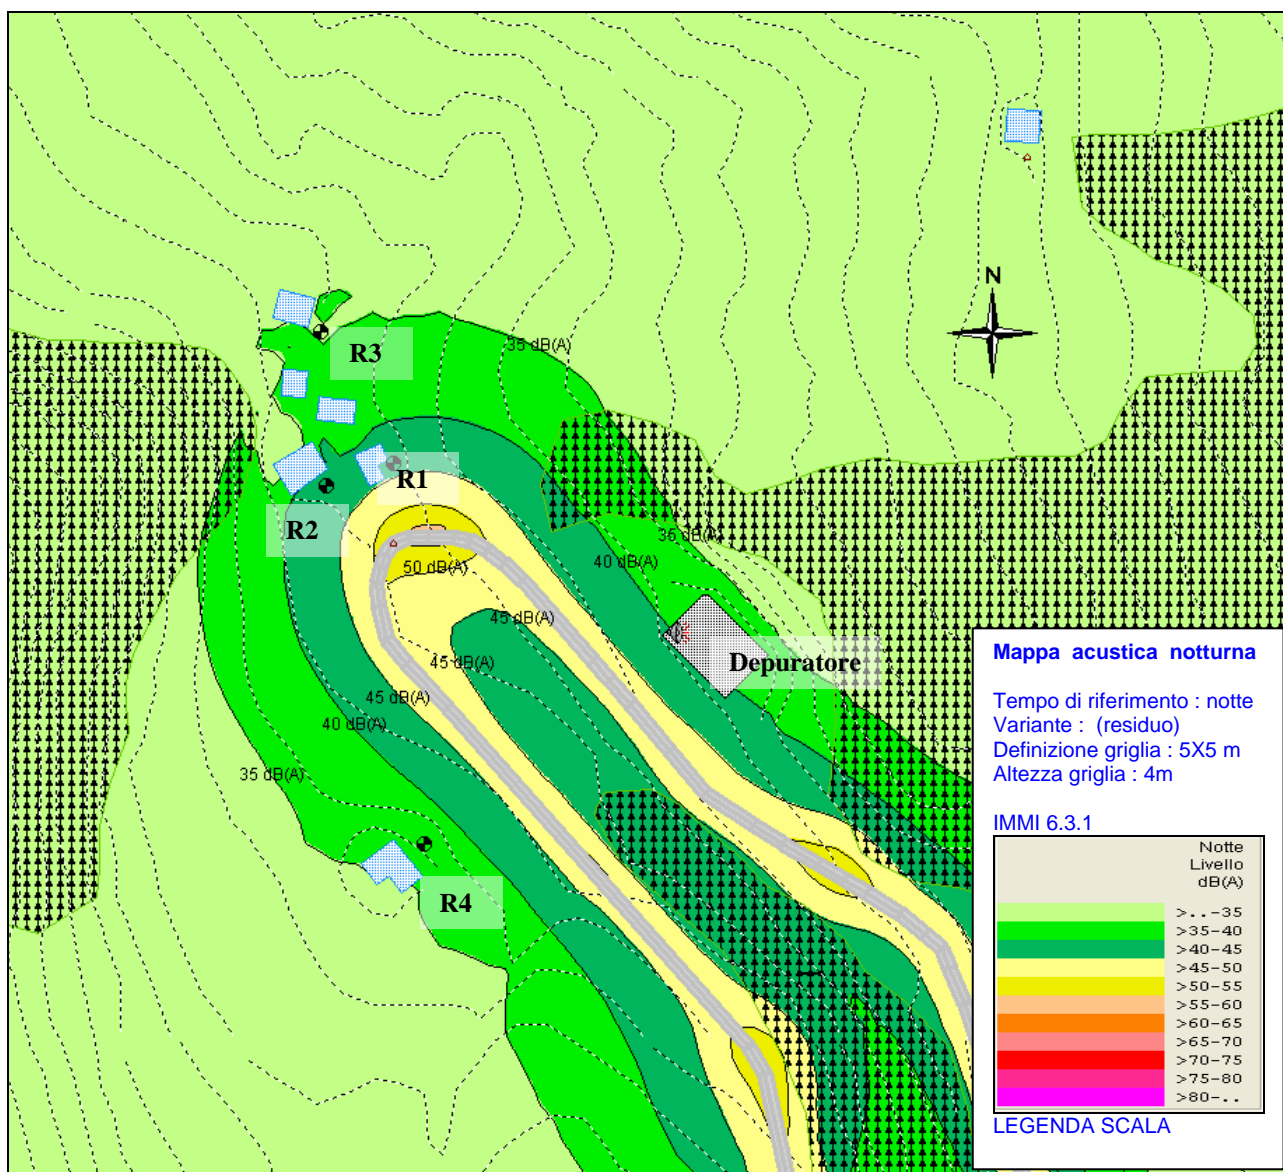 N
35 dB(A)
R3
R1
R2
35 dB(A)
40 dB(A)
50 dB(A)
45 dB(A)
45 dB(A)
Depuratore
45 dB(A)
40 dB(A)
35 dB(A)
R4
Mappa acustica notturna
Tempo di riferimento : notte
Variante : (residuo)
Definizione griglia : 5X5 m
Altezza griglia : 4m
IMMI 6.3.1
Notte
Livello
dB(A)
>..-35
>35-40
>40-45
>45-50
>50-55
>55-60
>60-65
>65-70
>70-75
>75-80
>80-..
LEGENDA SCALA